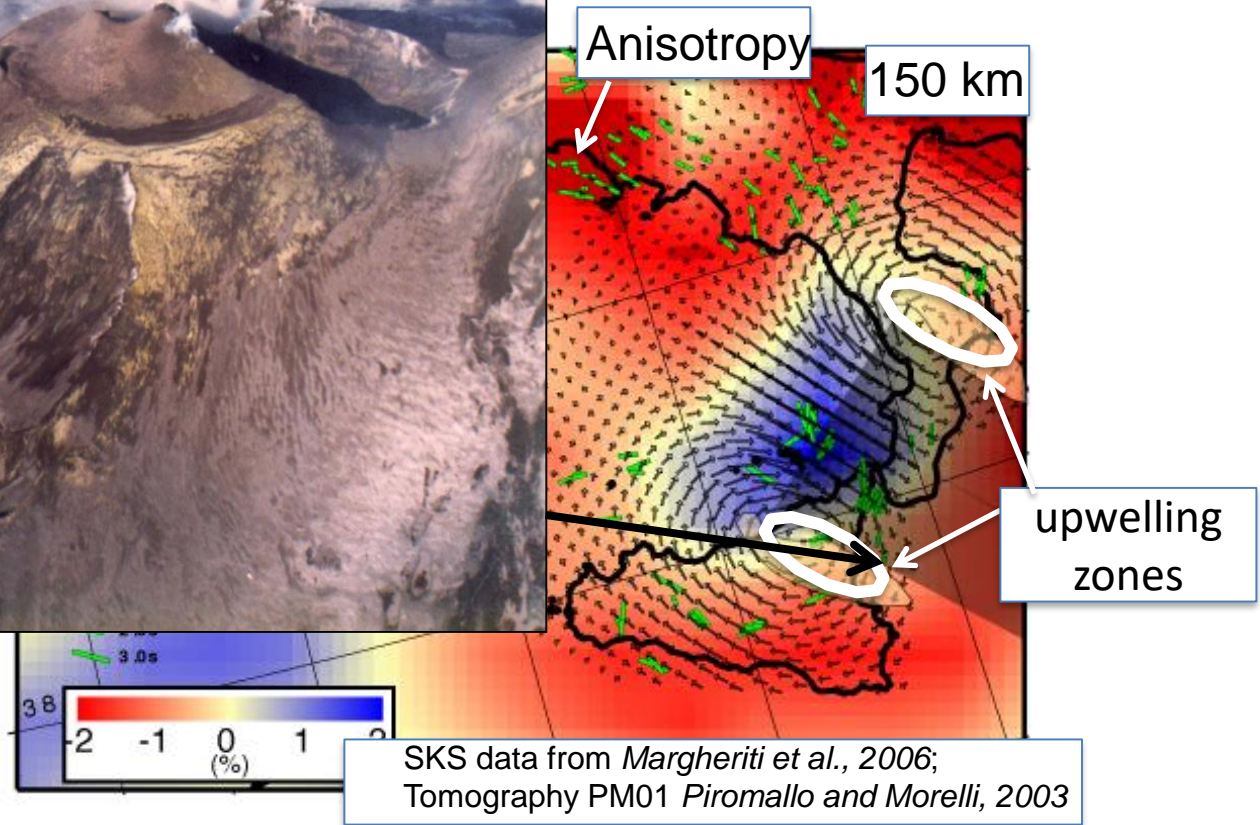 Anisotropy
150 km
upwelling
zones
3.0s
38
-2 -1 0 1 2
(%)
SKS data from Margheriti et al., 2006;
Tomography PM01 Piromallo and Morelli, 2003